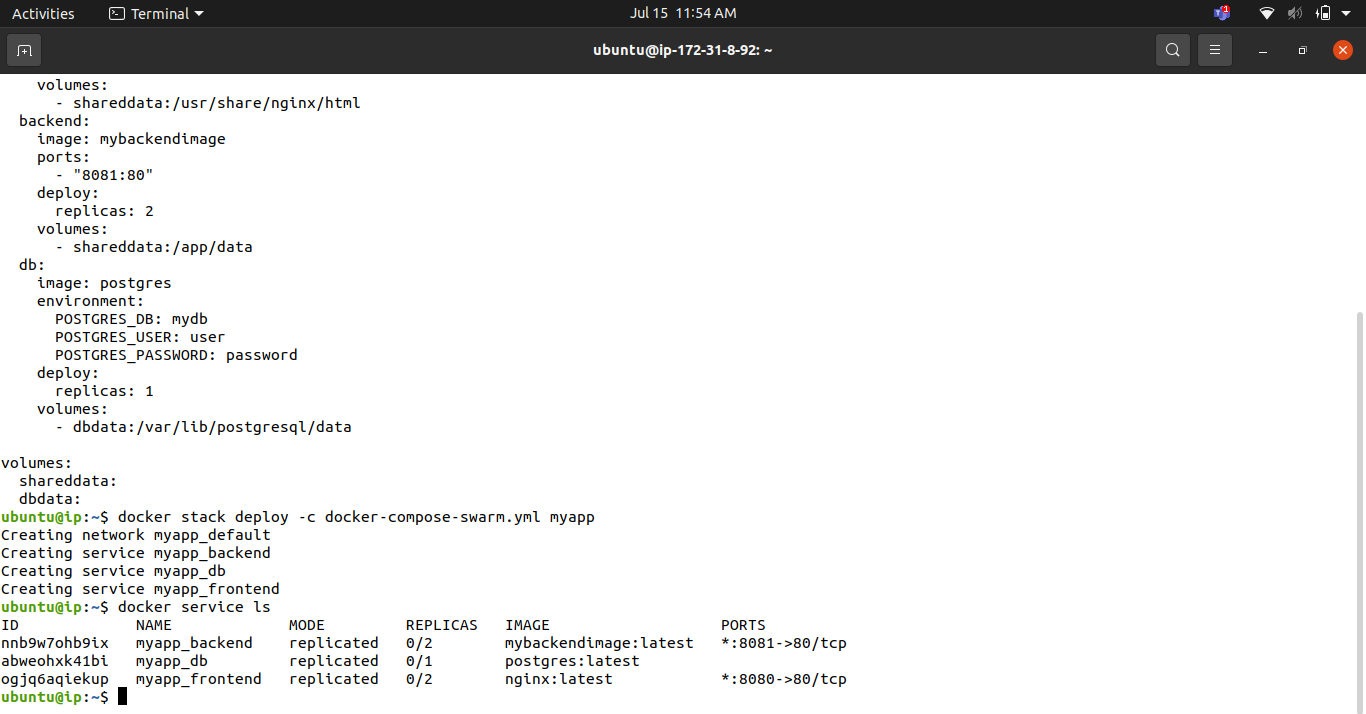 Activities Terminal Jul 15 11:54 AM 1
ubuntu@ip-172-31-8-92: ~
    volumes:
      - shareddata:/usr/share/nginx/html
  backend:
    image: mybackendimage
    ports:
      - "8081:80"
    deploy:
      replicas: 2
    volumes:
      - shareddata:/app/data
  db:
    image: postgres
    environment:
      POSTGRES_DB: mydb
      POSTGRES_USER: user
      POSTGRES_PASSWORD: password
    deploy:
      replicas: 1
    volumes:
      - dbdata:/var/lib/postgresql/data
volumes:
  shareddata:
  dbdata:
ubuntu@ip:~$ docker stack deploy -c docker-compose-swarm.yml myapp
Creating network myapp_default
Creating service myapp_backend
Creating service myapp_db
Creating service myapp_frontend
ubuntu@ip:~$ docker service ls
ID             NAME             MODE         REPLICAS   IMAGE                   PORTS
nnb9w7ohb9ix   myapp_backend    replicated   0/2        mybackendimage:latest   *:8081->80/tcp
abweohxk41bi   myapp_db         replicated   0/1        postgres:latest
ogjq6aqiekup   myapp_frontend   replicated   0/2        nginx:latest            *:8080->80/tcp
ubuntu@ip:~$